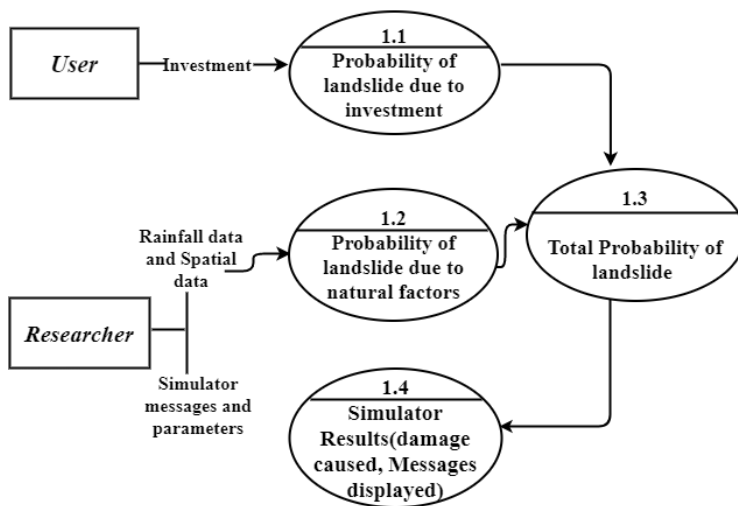 User
Investment
1.1
Probability of
landslide due to
investment
1.2
Probability of
landslide due to
natural factors
1.3
Total Probability of
landslide
Rainfall data
and Spatial
data
Researcher
Simulator
messages and
parameters
1.4
Simulator
Results(damage
caused, Messages
displayed)